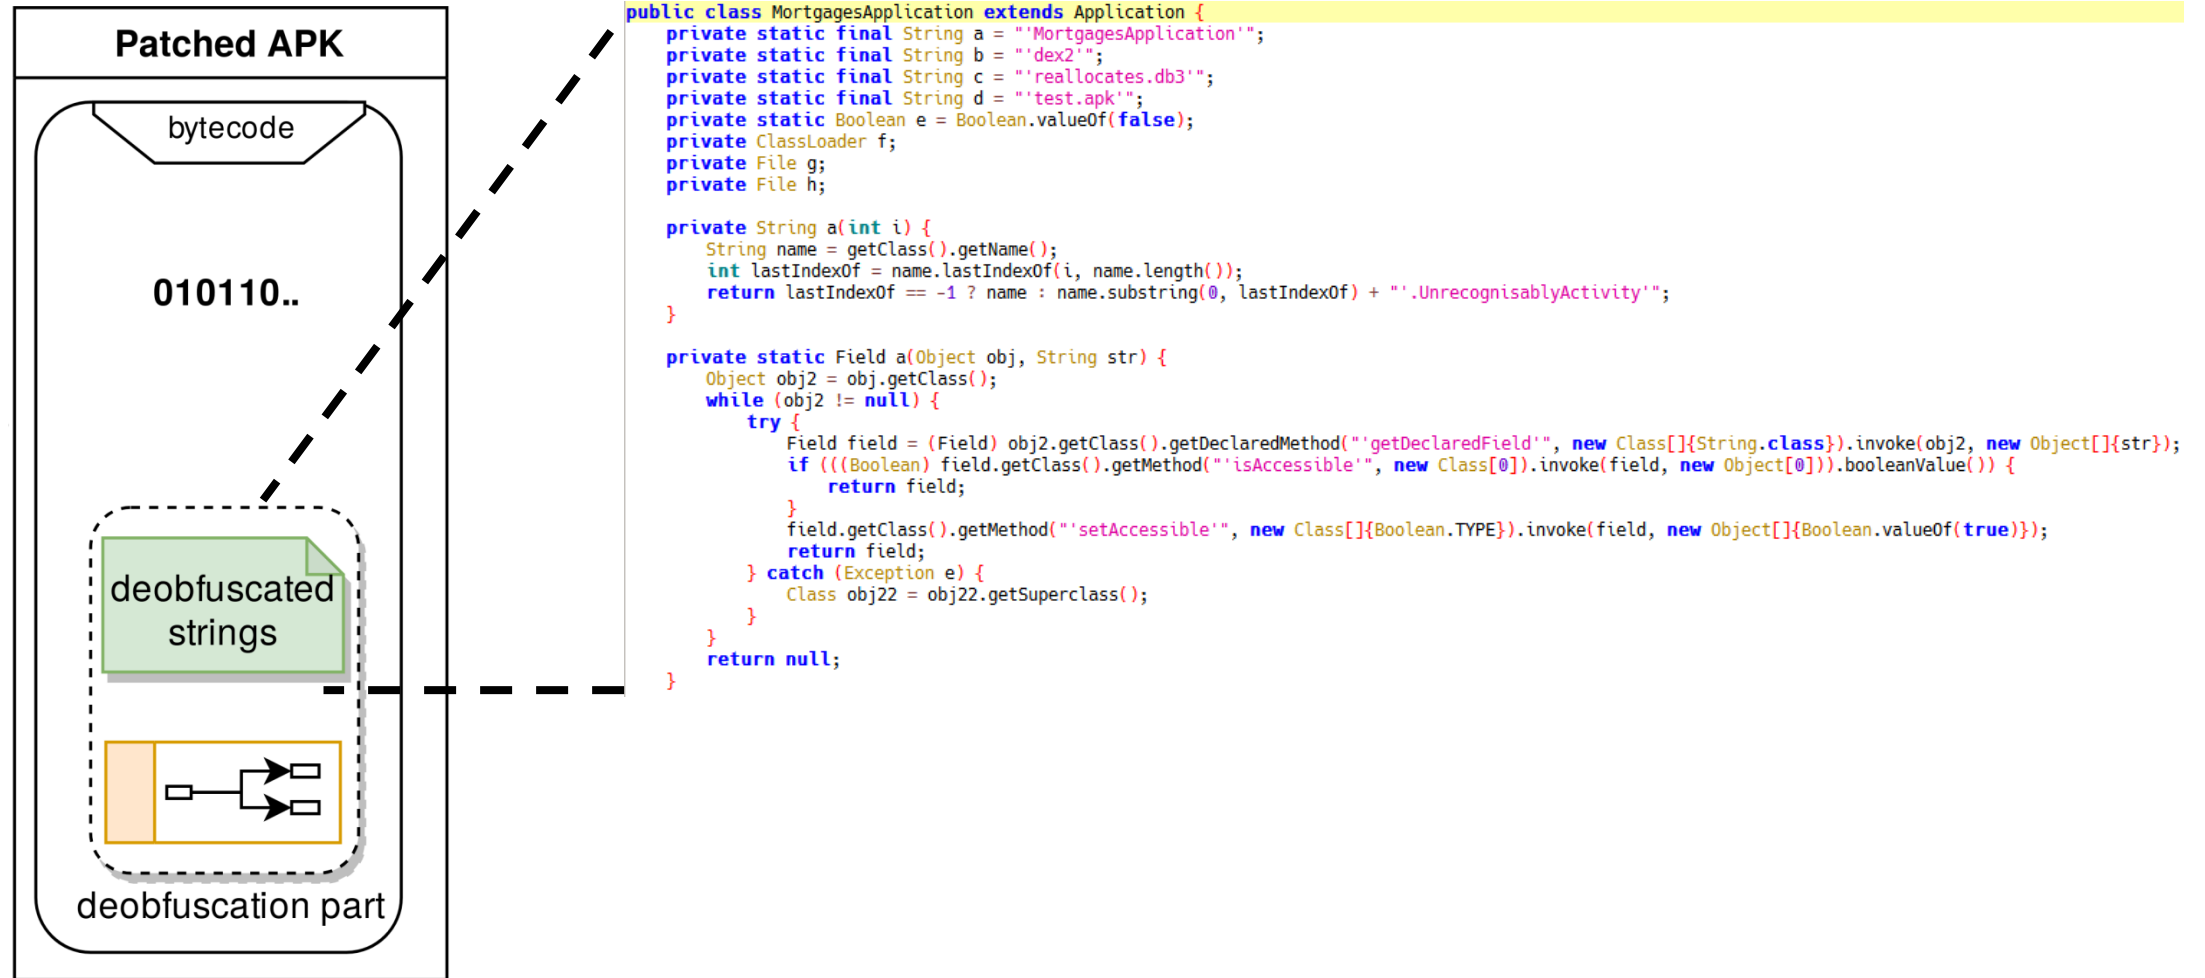 Patched APK
bytecode
010110..
deobfuscated
strings
deobfuscation part
public class MortgagesApplication extends Application {
    private static final String a = "'MortgagesApplication'";
    private static final String b = "'dex2'";
    private static final String c = "'reallocates.db3'";
    private static final String d = "'test.apk'";
    private static Boolean e = Boolean.valueOf(false);
    private ClassLoader f;
    private File g;
    private File h;
    private String a(int i) {
        String name = getClass().getName();
        int lastIndexOf = name.lastIndexOf(i, name.length());
        return lastIndexOf == -1 ? name : name.substring(0, lastIndexOf) + "'.UnrecognisablyActivity'";
    }
    private static Field a(Object obj, String str) {
        Object obj2 = obj.getClass();
        while (obj2 != null) {
            try {
                Field field = (Field) obj2.getClass().getDeclaredMethod("'getDeclaredField'", new Class[]{String.class}).invoke(obj2, new Object[]{str});
                if (((Boolean) field.getClass().getMethod("'isAccessible'", new Class[0]).invoke(field, new Object[0])).booleanValue()) {
                    return field;
                }
                field.getClass().getMethod("'setAccessible'", new Class[]{Boolean.TYPE}).invoke(field, new Object[]{Boolean.valueOf(true)});
                return field;
            } catch (Exception e) {
                Class obj22 = obj22.getSuperclass();
            }
        }
        return null;
    }